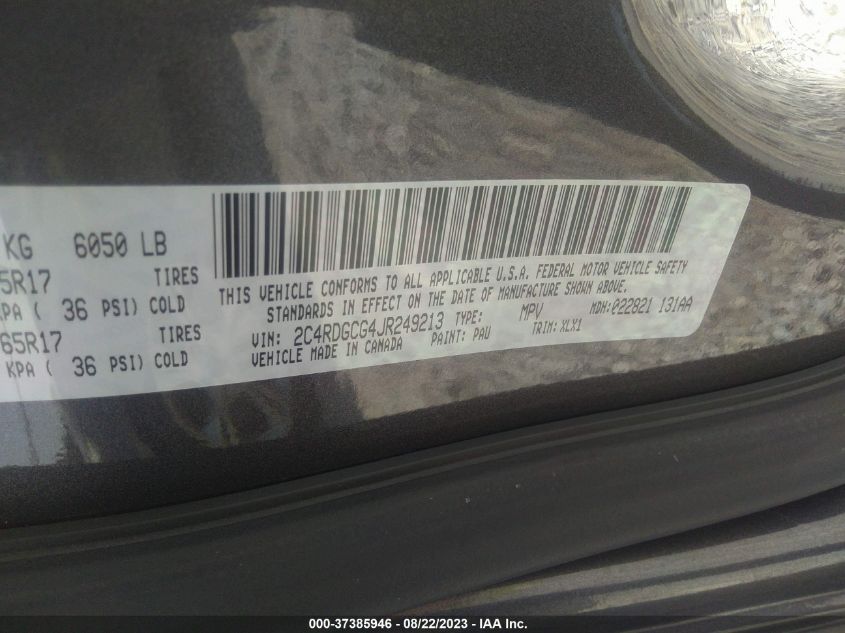 KG 6050 LB
5R17 TIRES
KPA ( 36 PSI) COLD
65R17 TIRES
KPA ( 36 PSI) COLD
THIS VEHICLE CONFORMS TO ALL APPLICABLE U.S.A. FEDERAL MOTOR VEHICLE SAFETY
STANDARDS IN EFFECT ON THE DATE OF MANUFACTURE SHOWN ABOVE.
VIN: 2C4RDGCG4JR249213 TYPE: MPV MDH:022821 131AA
VEHICLE MADE IN CANADA PAINT: PAU TRIM: XLX1
000-37385946 - 08/22/2023 - IAA Inc.